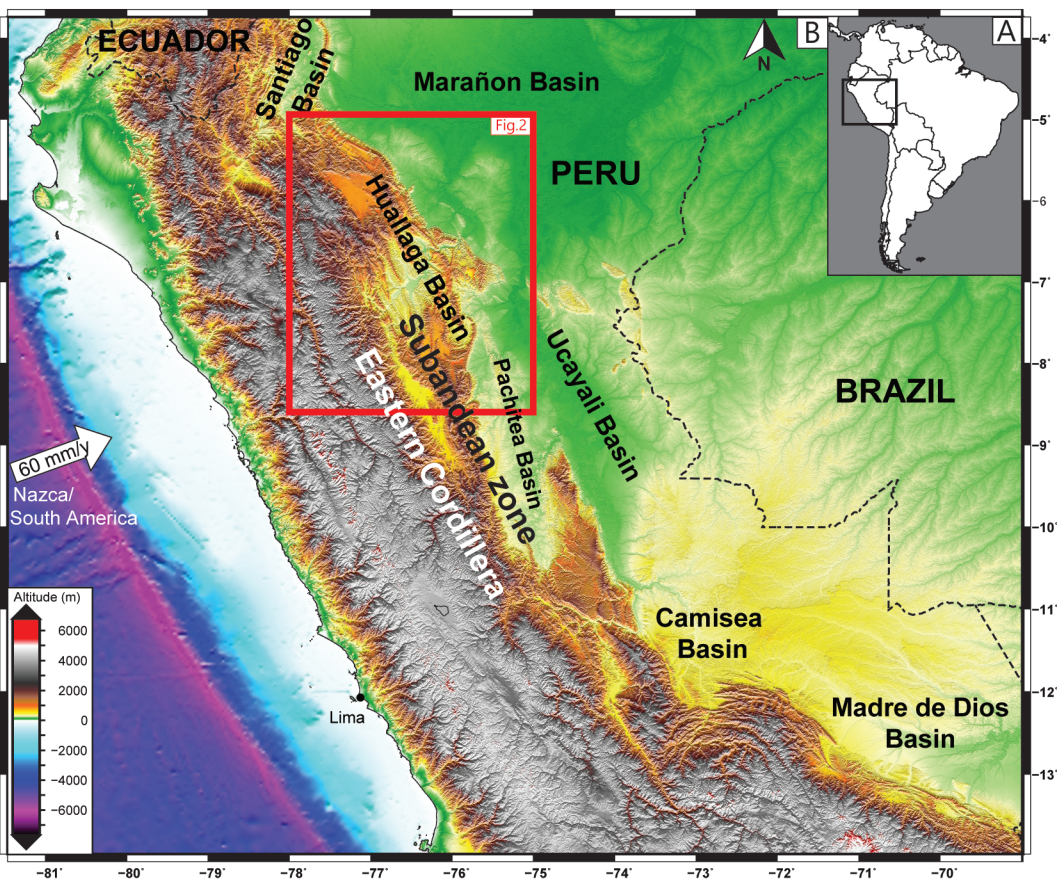 ECUADOR
Santiago
Basin
Marañon Basin
N
B
A
Fig.2
PERU
Huallaga Basin
Subandean zone
Eastern Cordillera
Pachitea Basin
Ucayali Basin
BRAZIL
60 mm/y
Nazca/
South America
Camisea
Basin
Madre de Dios
Basin
Lima
Altitude (m)
6000
4000
2000
0
−2000
−4000
−6000
−4˚
−5˚
−6
−7˚
−8˚
−9˚
−10˚
−11˚
−12˚
−13˚
−81˚
−80˚
−79˚
−78˚
−77˚
−76˚
−75˚
−74˚
−73˚
−72˚
−71˚
−70˚